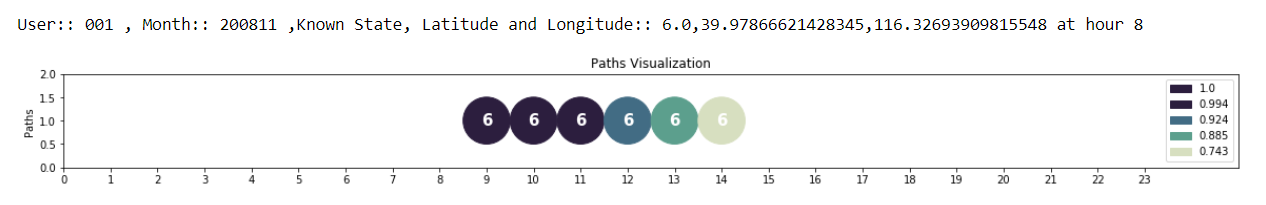 User:: 001 , Month:: 200811 ,Known State, Latitude and Longitude:: 6.0,39.97866621428345,116.32693909815548 at hour 8
Paths Visualization
2.0
1.5
1.0
0.5
0.0
Paths
6 6 6 6 6 6
1.0
0.994
0.924
0.885
0.743
0 1 2 3 4 5 6 7 8 9 10 11 12 13 14 15 16 17 18 19 20 21 22 23